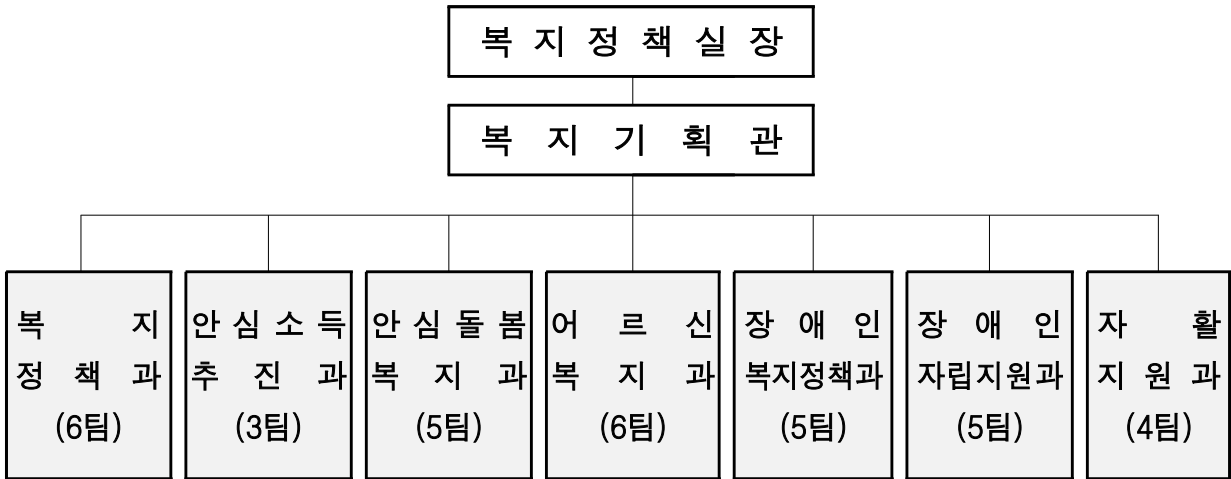 복지정책실장
복지기획관
복지
정책과
(6팀)
안심소득
추진과
(3팀)
안심돌봄
복지과
(5팀)
어르신
복지과
(6팀)
장애인
복지정책과
(5팀)
장애인
자립지원과
(5팀)
자활
지원과
(4팀)